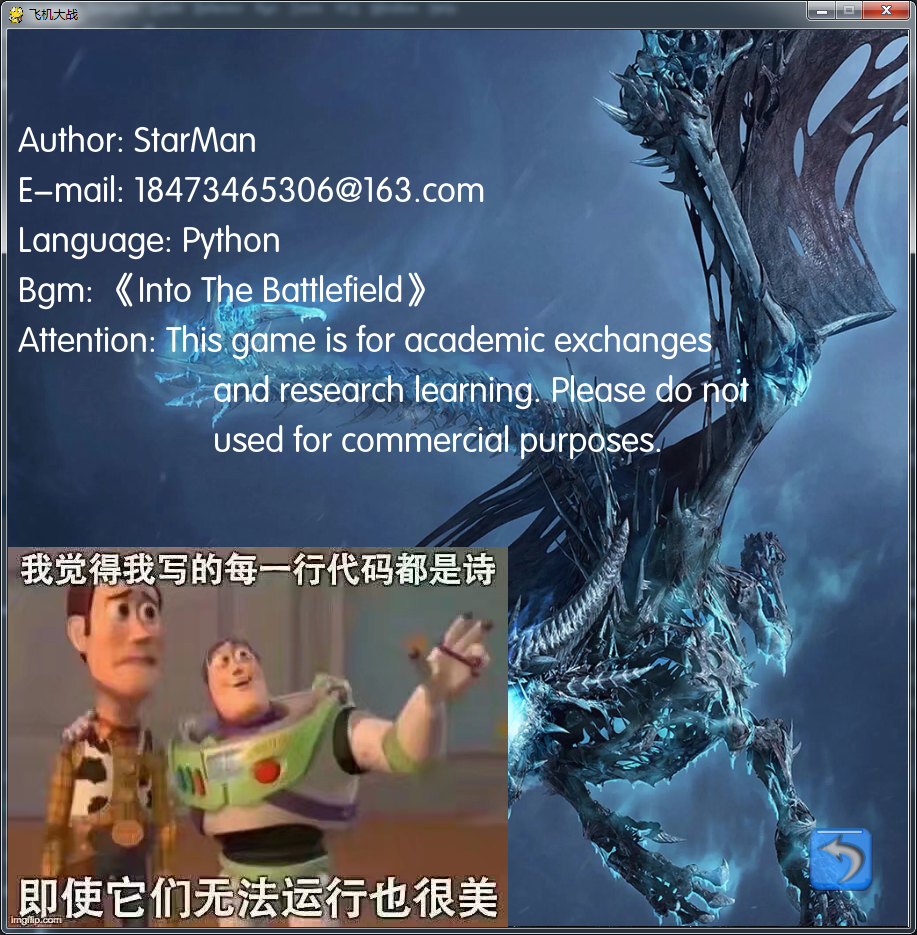 飞机大战
Author: StarMan
E-mail: 18473465306@163.com
Language: Python
Bgm: 《Into The Battlefield》
Attention: This game is for academic exchanges
and research learning. Please do not
used for commercial purposes.
我觉得我写的每一行代码都是诗
即使它们无法运行也很美
imgflip.com